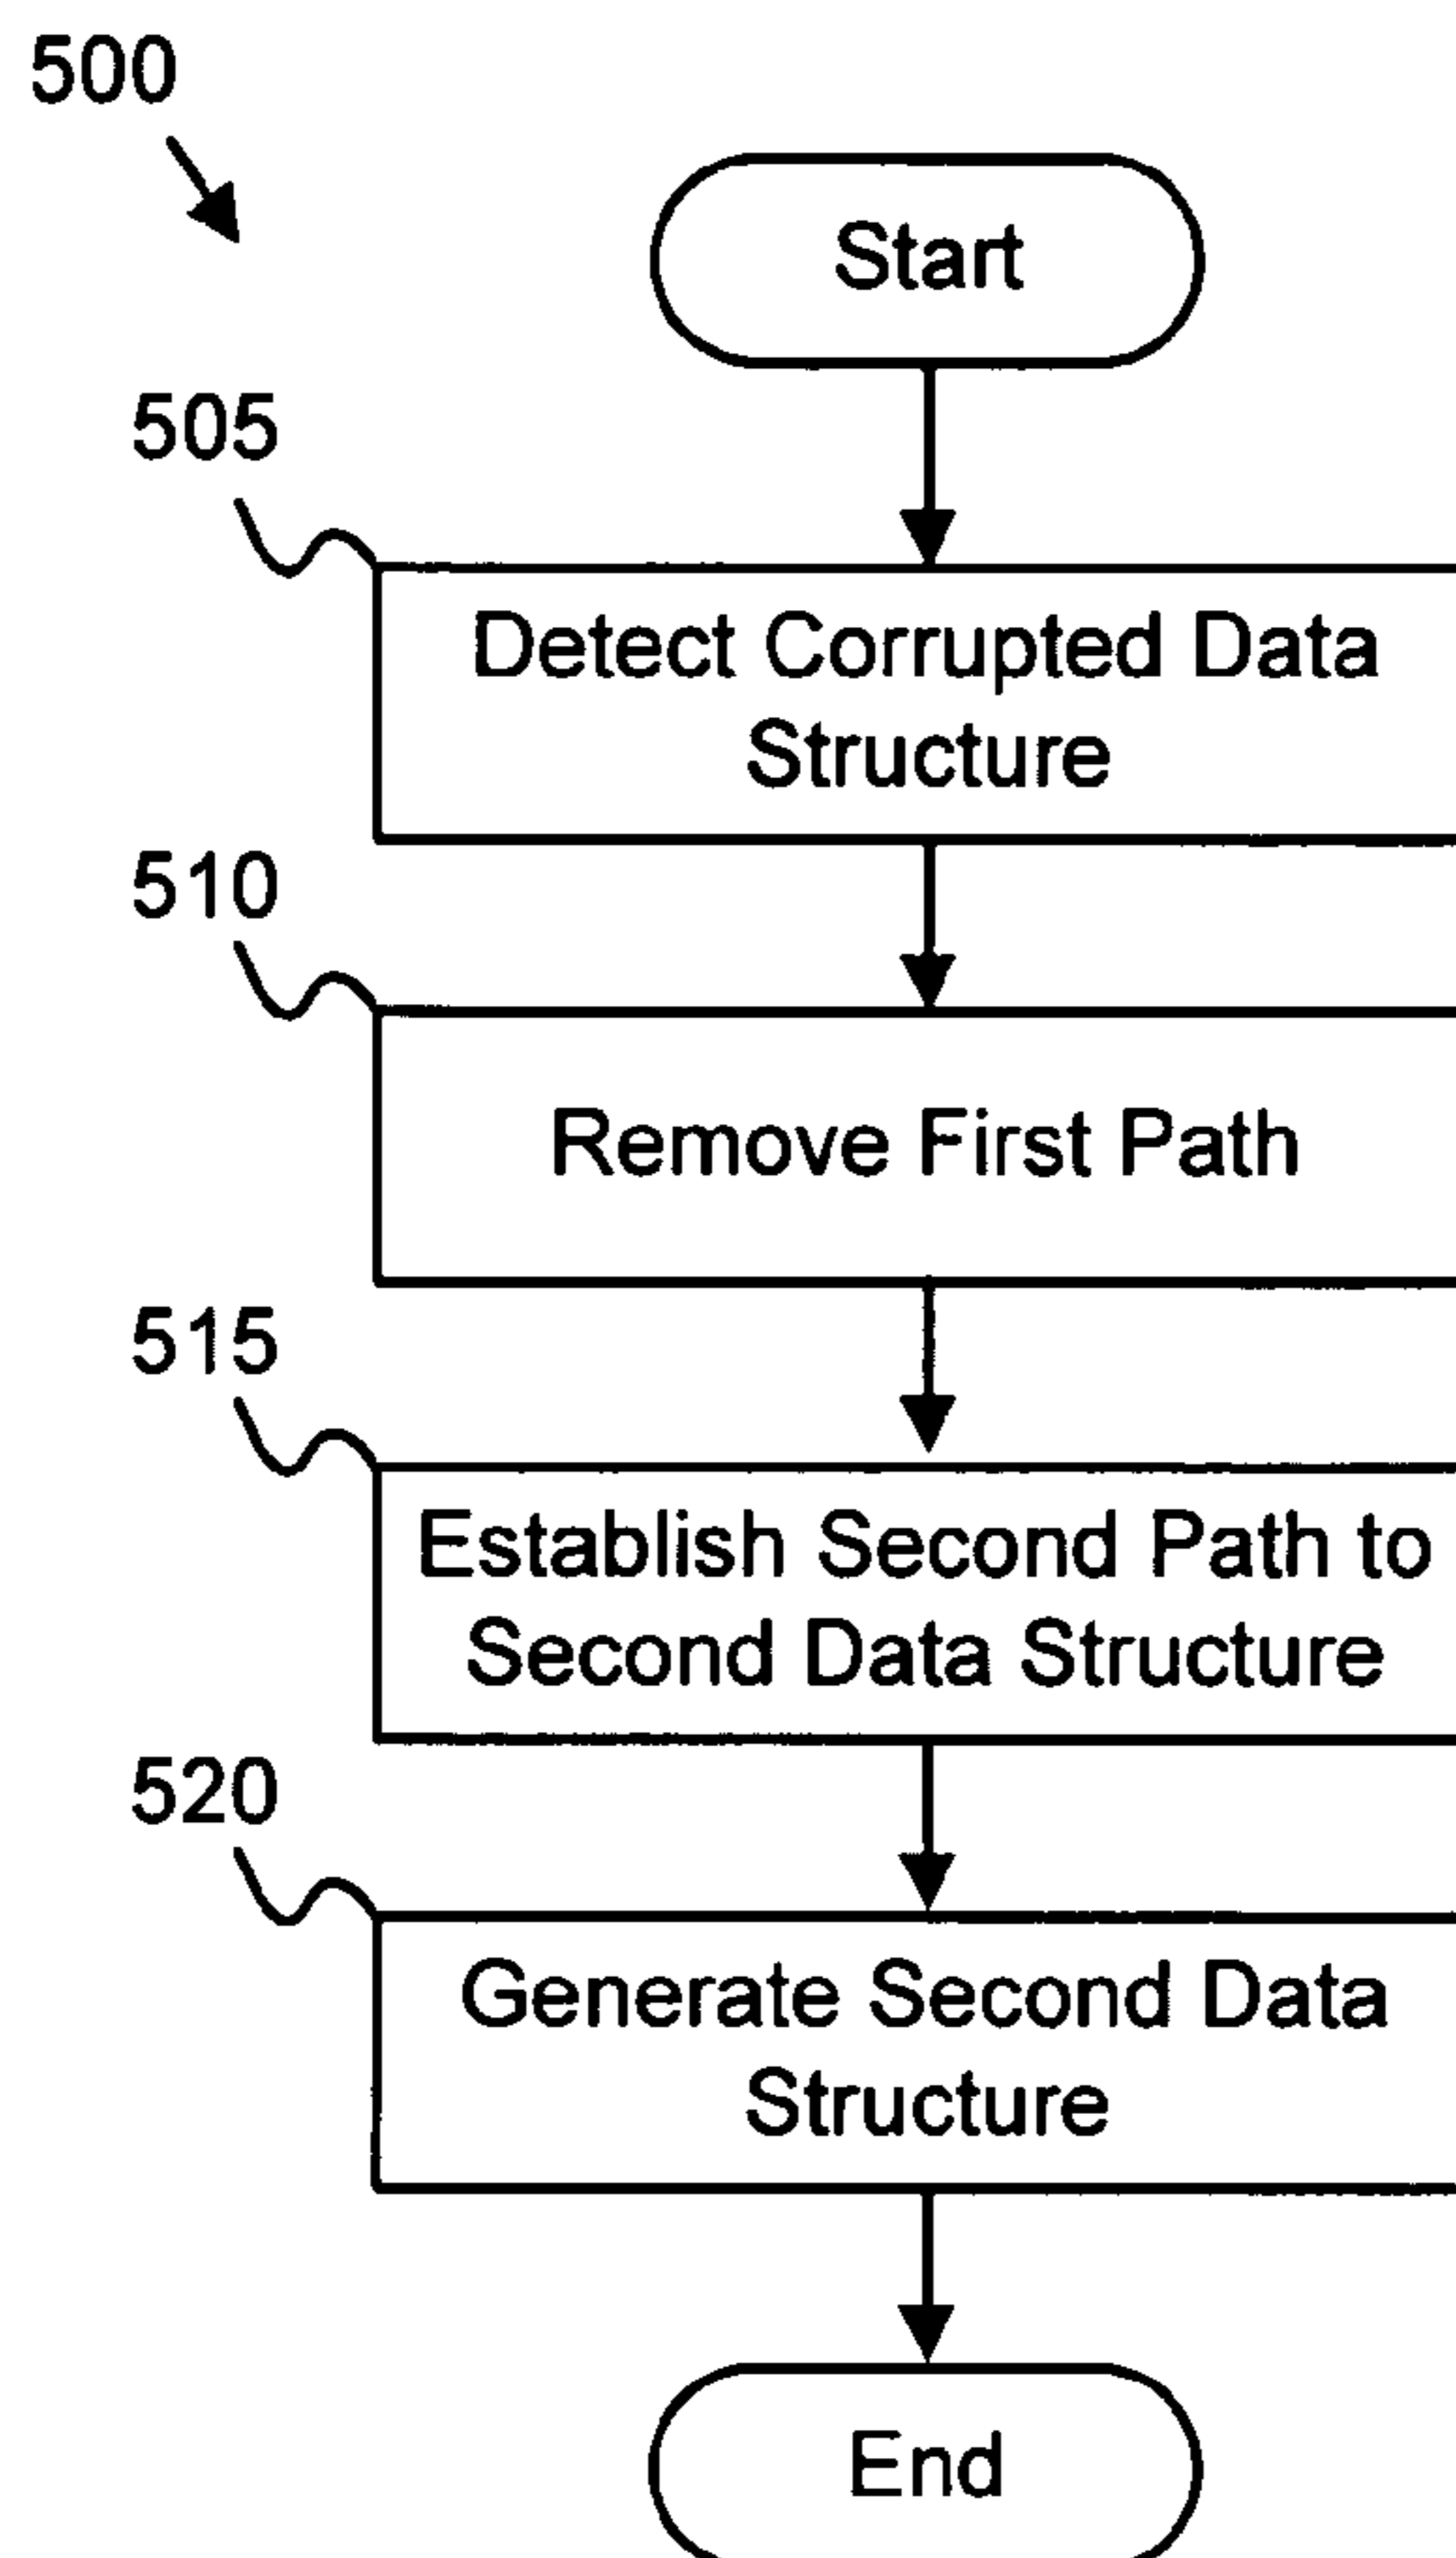 500
Start
505
Detect Corrupted Data
Structure
510
Remove First Path
515
Establish Second Path to
Second Data Structure
520
Generate Second Data
Structure
End